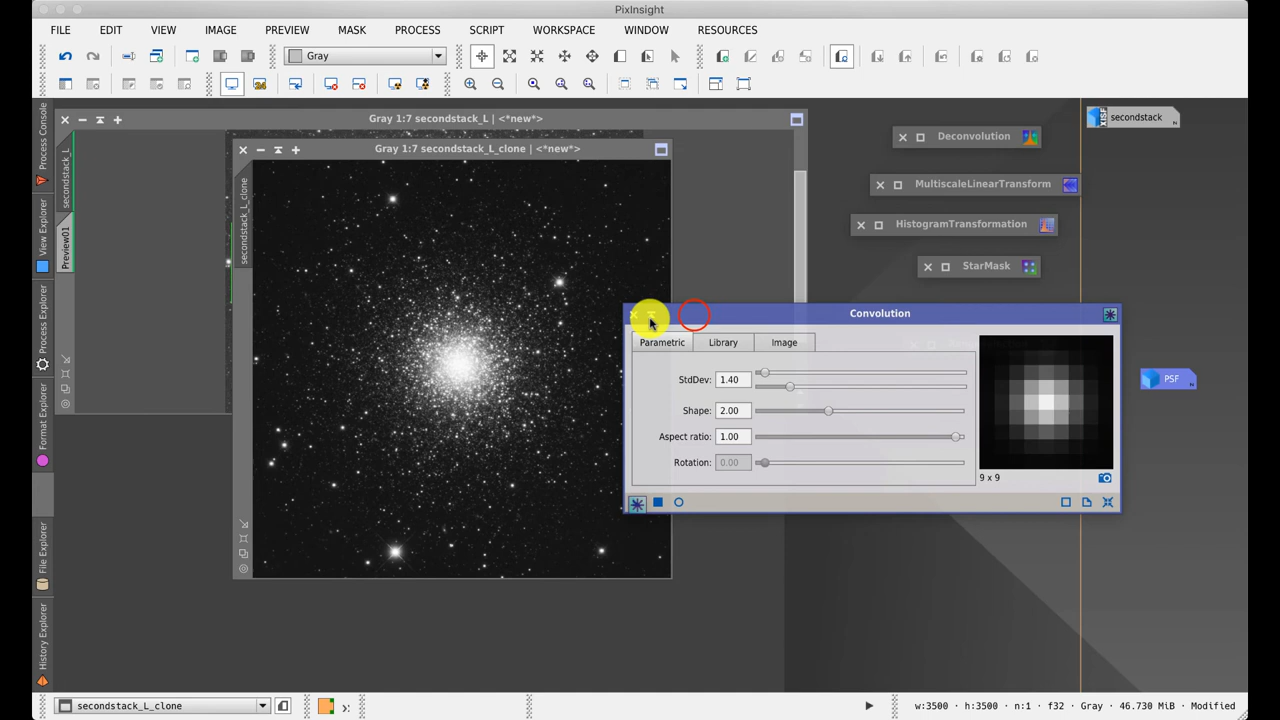 PixInsight
FILE EDIT VIEW IMAGE PREVIEW MASK PROCESS SCRIPT WORKSPACE WINDOW RESOURCES
Gray
24
Process Console
View Explorer
Process Explorer
Format Explorer
File Explorer
History Explorer
Gray 1:7 secondstack_L | <*new*>
secondstack_L
Preview01
Gray 1:7 secondstack_L_clone | <*new*>
secondstack_L_clone
XISF secondstack N
Deconvolution
MultiscaleLinearTransform
HistogramTransformation
StarMask
PSF N
Convolution
Parametric Library Image
StdDev: 1.40
Shape: 2.00
Aspect ratio: 1.00
Rotation: 0.00
9 x 9
secondstack_L_clone
w:3500 · h:3500 · n:1 · f32 · Gray · 46.730 MiB · Modified